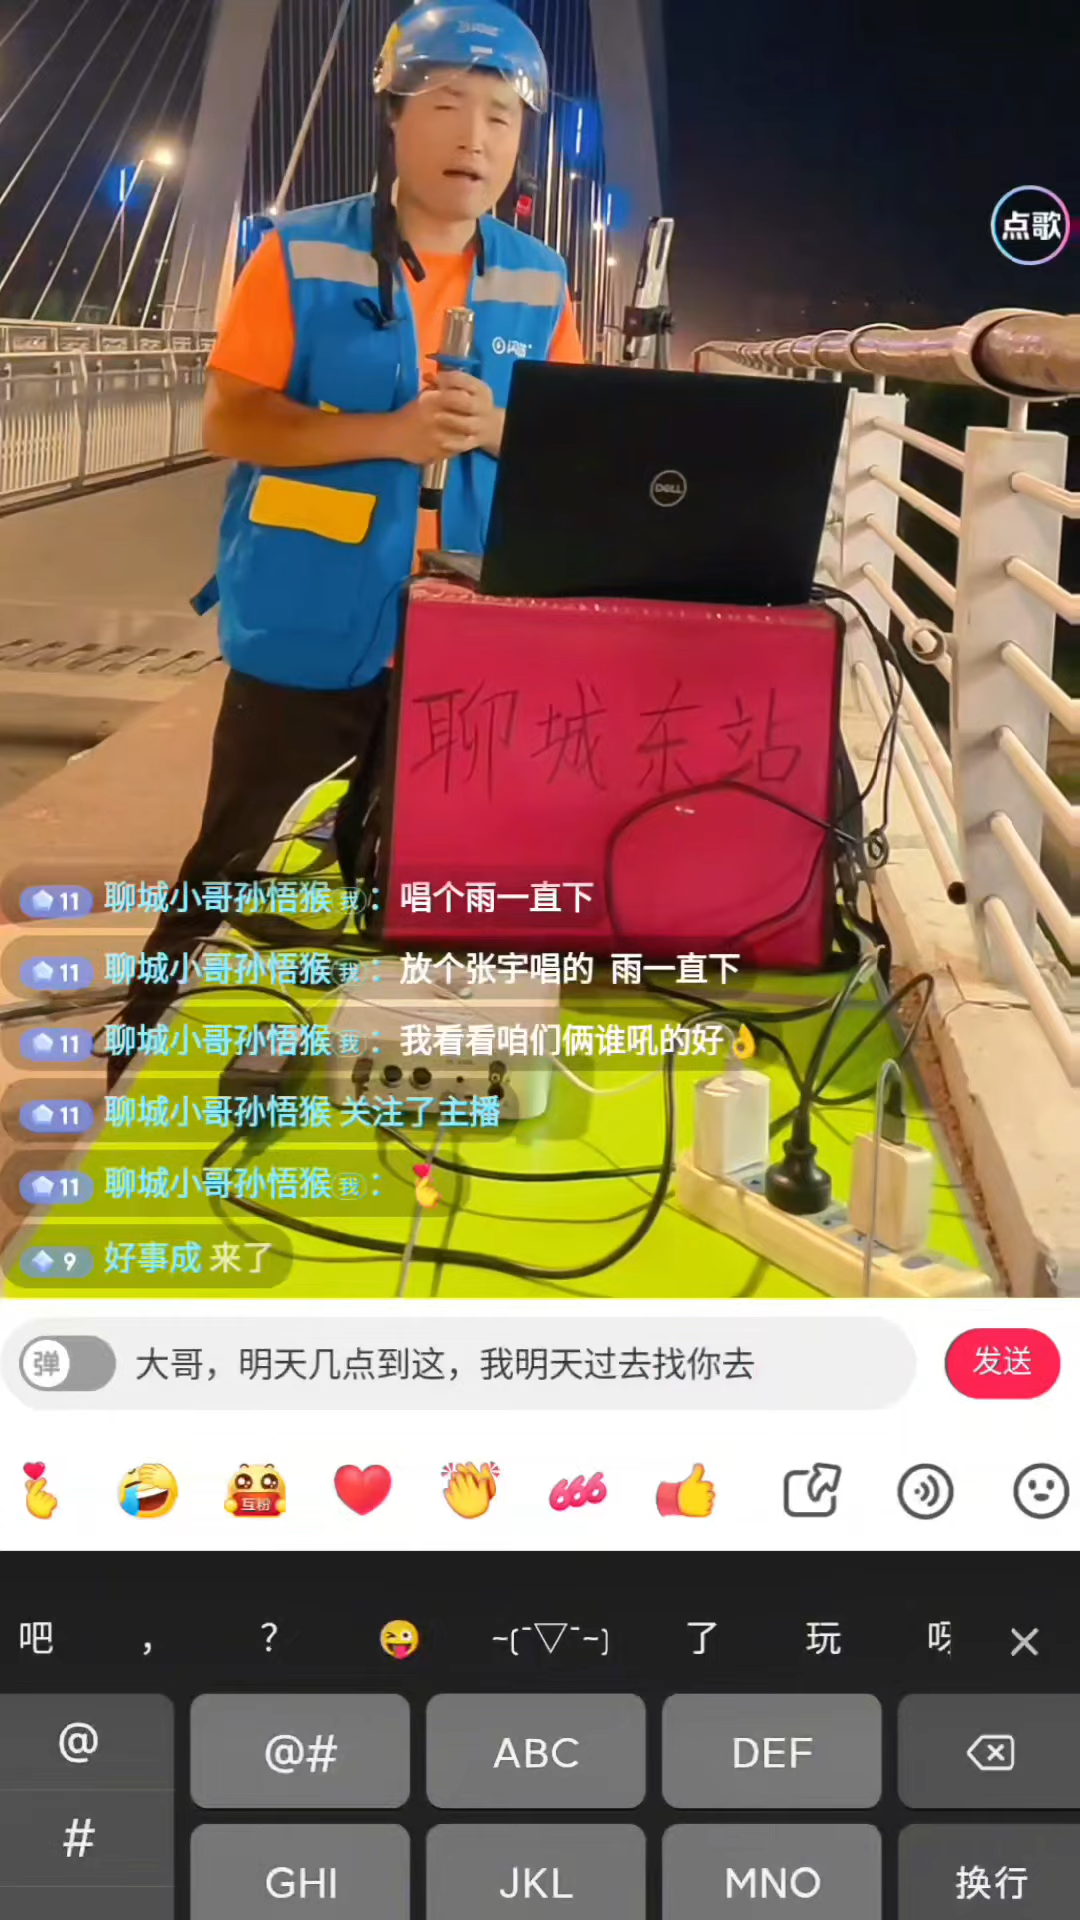 点歌
DELL
聊城东站
11 聊城小哥孙悟猴 我：唱个雨一直下
11 聊城小哥孙悟猴 我：放个张宇唱的 雨一直下
11 聊城小哥孙悟猴 我：我看看咱们俩谁吼的好👌
11 聊城小哥孙悟猴 关注了主播
11 聊城小哥孙悟猴 我：
9 好事成 来了
弹 大哥，明天几点到这，我明天过去找你去 发送
互粉 666
吧 ， ？ 😜 ~(¯▽¯~) 了 玩 呀
@ @# ABC DEF
# GHI JKL MNO 换行